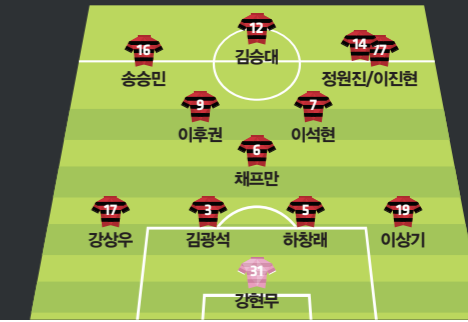 12
김승대
16
송승민
14 77
정원진/이진현
9
이후권
7
이석현
6
채프만
17
강상우
3
김광석
5
하창래
19
이상기
31
강현무